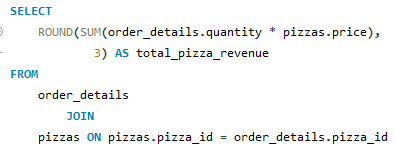 SELECT
ROUND(SUM(order_details.quantity * pizzas.price),
3) AS total_pizza_revenue
FROM
order_details
JOIN
pizzas ON pizzas.pizza_id = order_details.pizza_id